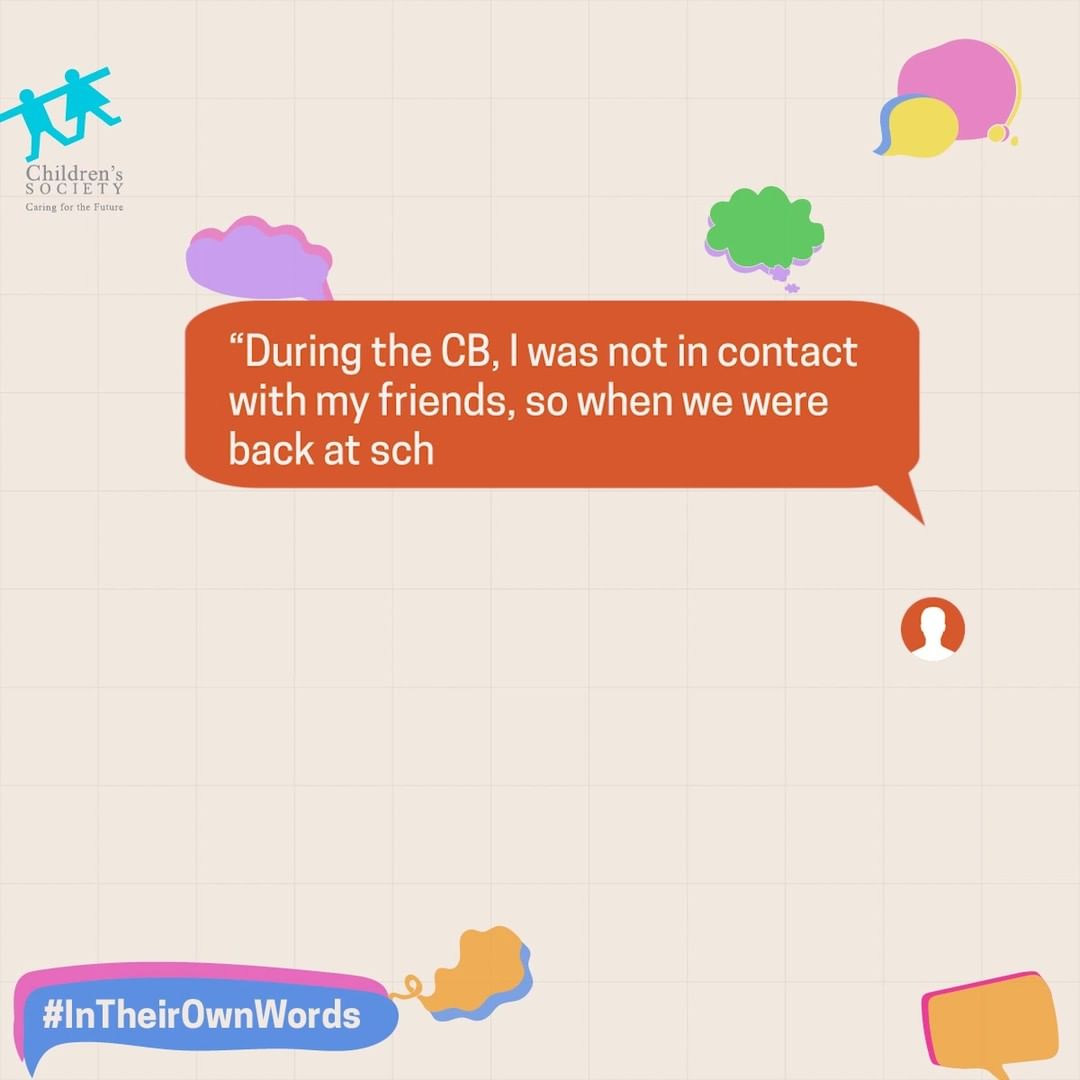 Children's
SOCIETY
Caring for the Future
“During the CB, I was not in contact
with my friends, so when we were
back at sch
#InTheirOwnWords